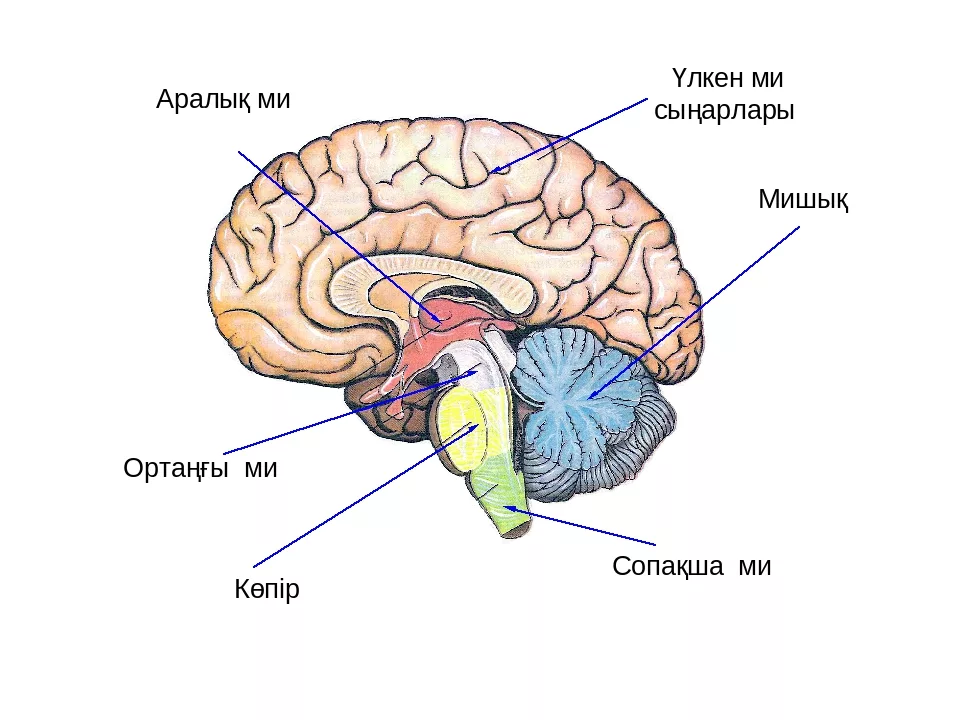 Үлкен ми
сыңарлары
Аралық ми
Мишық
Ортаңғы ми
Сопақша ми
Көпір